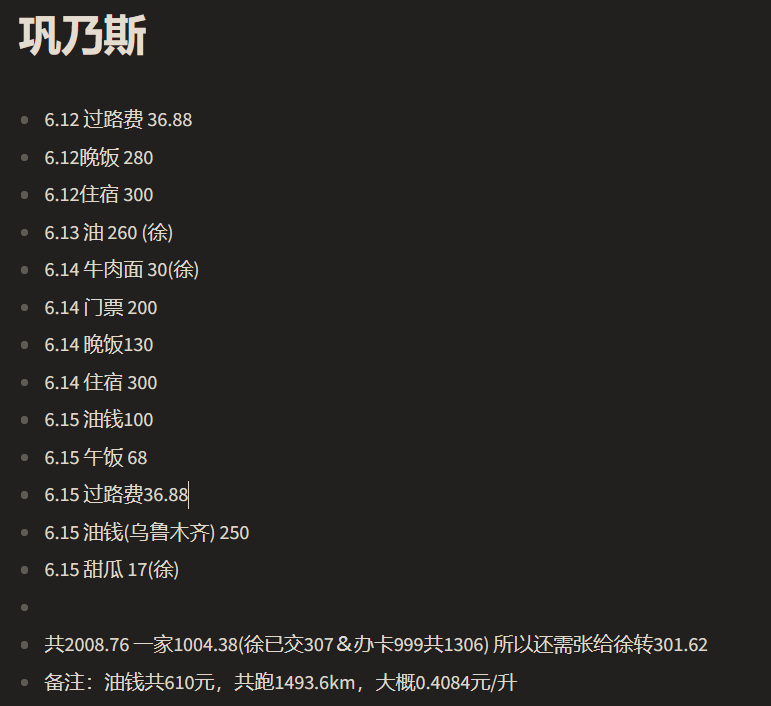 巩乃斯
6.12 过路费 36.88
6.12晚饭 280
6.12住宿 300
6.13 油 260 (徐)
6.14 牛肉面 30(徐)
6.14 门票 200
6.14 晚饭130
6.14 住宿 300
6.15 油钱100
6.15 午饭 68
6.15 过路费36.88
6.15 油钱(乌鲁木齐) 250
6.15 甜瓜 17(徐)
共2008.76 一家1004.38(徐已交307＆办卡999共1306) 所以还需张给徐转301.62
备注：油钱共610元，共跑1493.6km，大概0.4084元/升